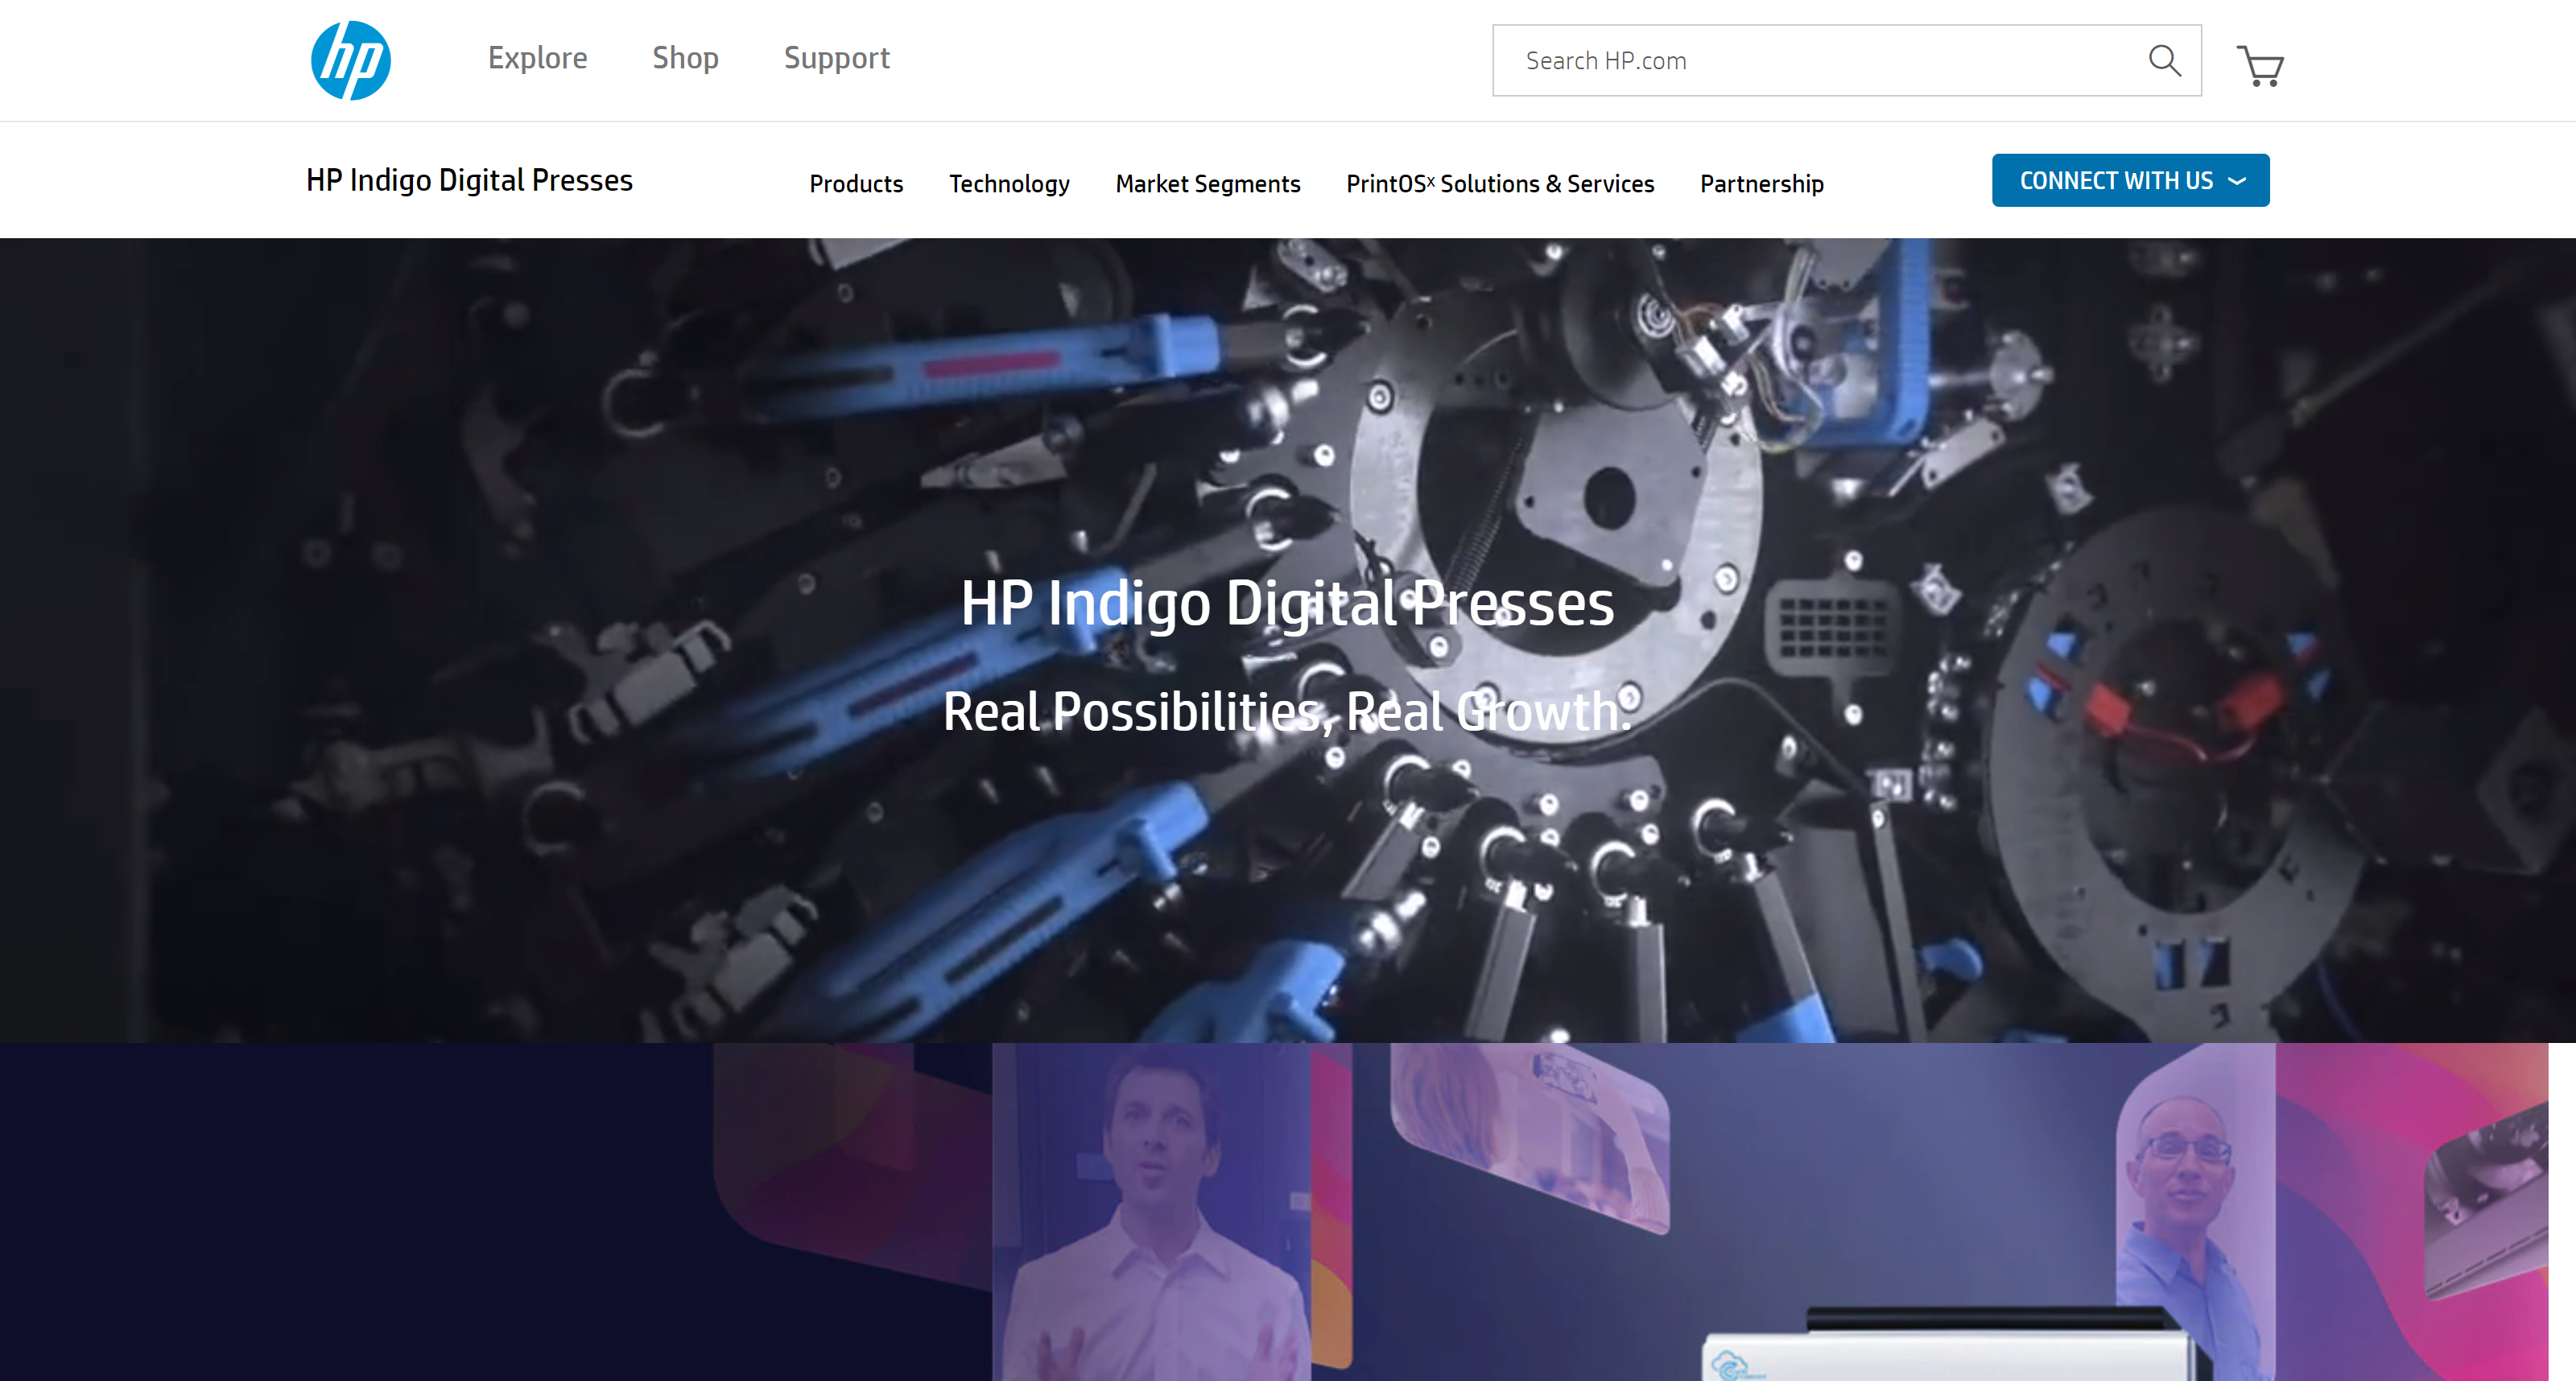 hp
Explore
Shop
Support
Search HP.com
HP Indigo Digital Presses
Products
Technology
Market Segments
PrintOSˣ Solutions & Services
Partnership
CONNECT WITH US
HP Indigo Digital Presses
Real Possibilities, Real Growth.